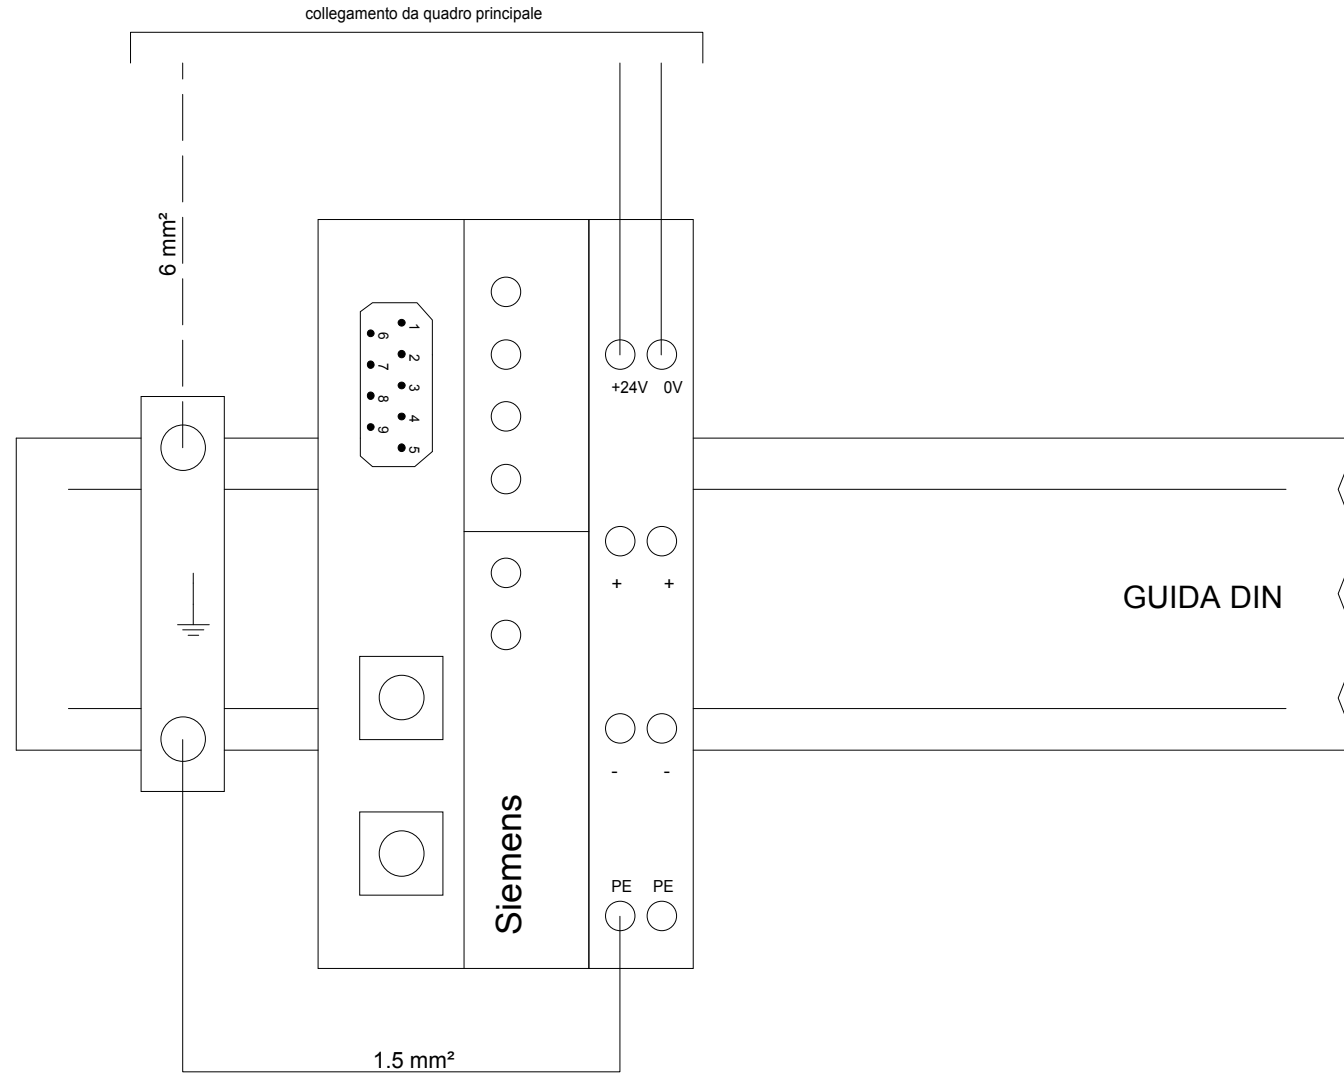 collegamento da quadro principale
6 mm²
1
6
2
7
3
8
4
9
5
+24V 0V
+ +
GUIDA DIN
- -
Siemens
PE PE
1.5 mm²